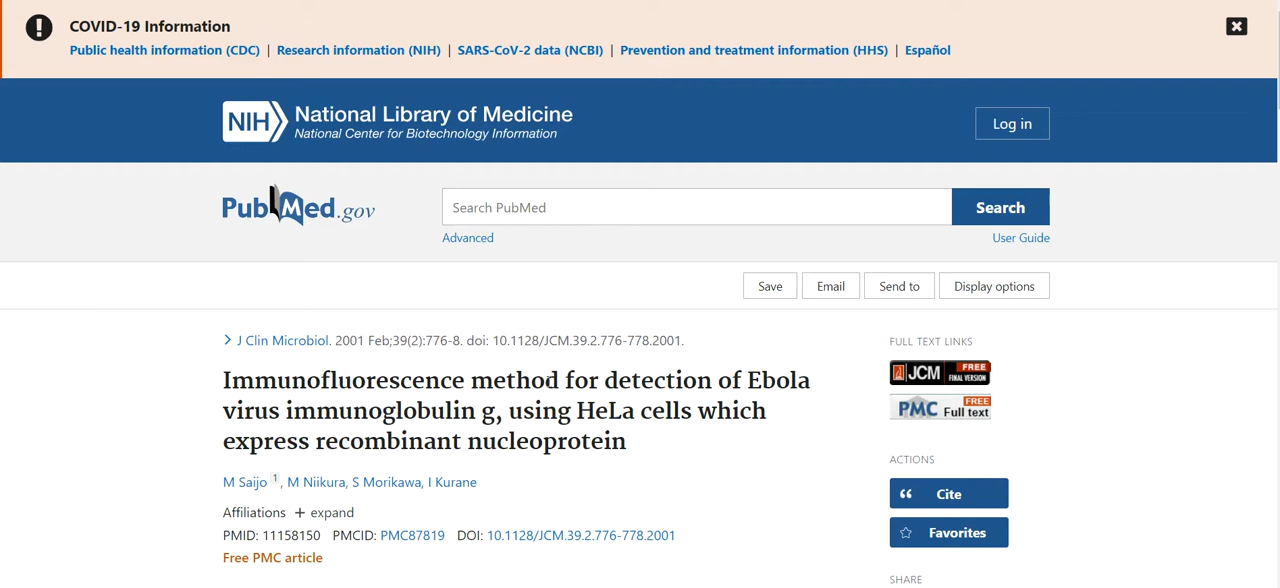 COVID-19 Information
Public health information (CDC) | Research information (NIH) | SARS-CoV-2 data (NCBI) | Prevention and treatment information (HHS) | Español
NIH National Library of Medicine
National Center for Biotechnology Information
Log in
PubMed.gov
Search PubMed
Search
Advanced
User Guide
Save
Email
Send to
Display options
J Clin Microbiol. 2001 Feb;39(2):776-8. doi: 10.1128/JCM.39.2.776-778.2001.
Immunofluorescence method for detection of Ebola
virus immunoglobulin g, using HeLa cells which
express recombinant nucleoprotein
M Saijo 1, M Niikura, S Morikawa, I Kurane
Affiliations + expand
PMID: 11158150 PMCID: PMC87819 DOI: 10.1128/JCM.39.2.776-778.2001
Free PMC article
FULL TEXT LINKS
JCM FREE
FINAL VERSION
PMC FREE
Full text
ACTIONS
Cite
Favorites
SHARE